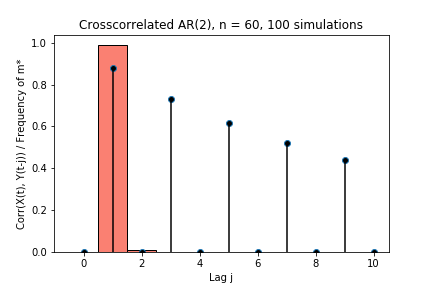 Crosscorrelated AR(2), n = 60, 100 simulations
Corr(X(t), Y(t-j)) / Frequency of m*
1.0
0.8
0.6
0.4
0.2
0.0
0 2 4 6 8 10
Lag j